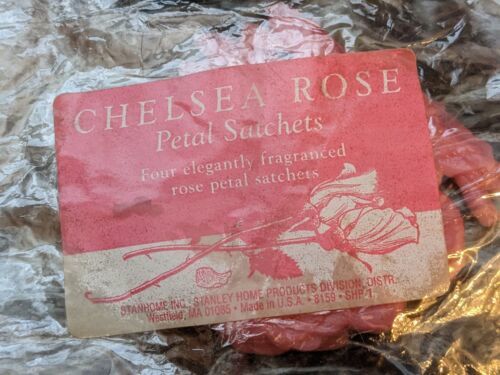 CHELSEA ROSE
Petal Satchets
Four elegantly fragranced
rose petal satchets
STANHOME INC., STANLEY HOME PRODUCTS DIVISION, DISTR.
Westfield, MA 01085 • Made in U.S.A. • 8159 • SHP-1